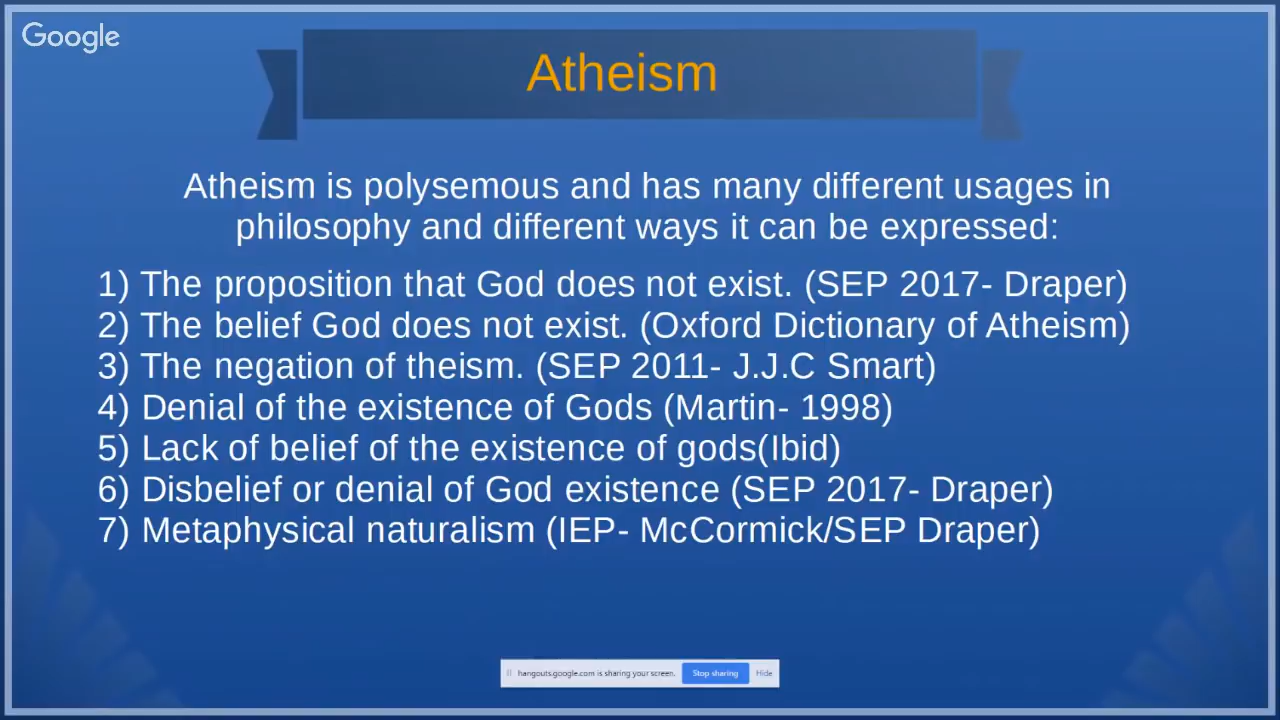 Google
Atheism
Atheism is polysemous and has many different usages in
philosophy and different ways it can be expressed:
1) The proposition that God does not exist. (SEP 2017- Draper)
2) The belief God does not exist. (Oxford Dictionary of Atheism)
3) The negation of theism. (SEP 2011- J.J.C Smart)
4) Denial of the existence of Gods (Martin- 1998)
5) Lack of belief of the existence of gods(Ibid)
6) Disbelief or denial of God existence (SEP 2017- Draper)
7) Metaphysical naturalism (IEP- McCormick/SEP Draper)
hangouts.google.com is sharing your screen. Stop sharing Hide